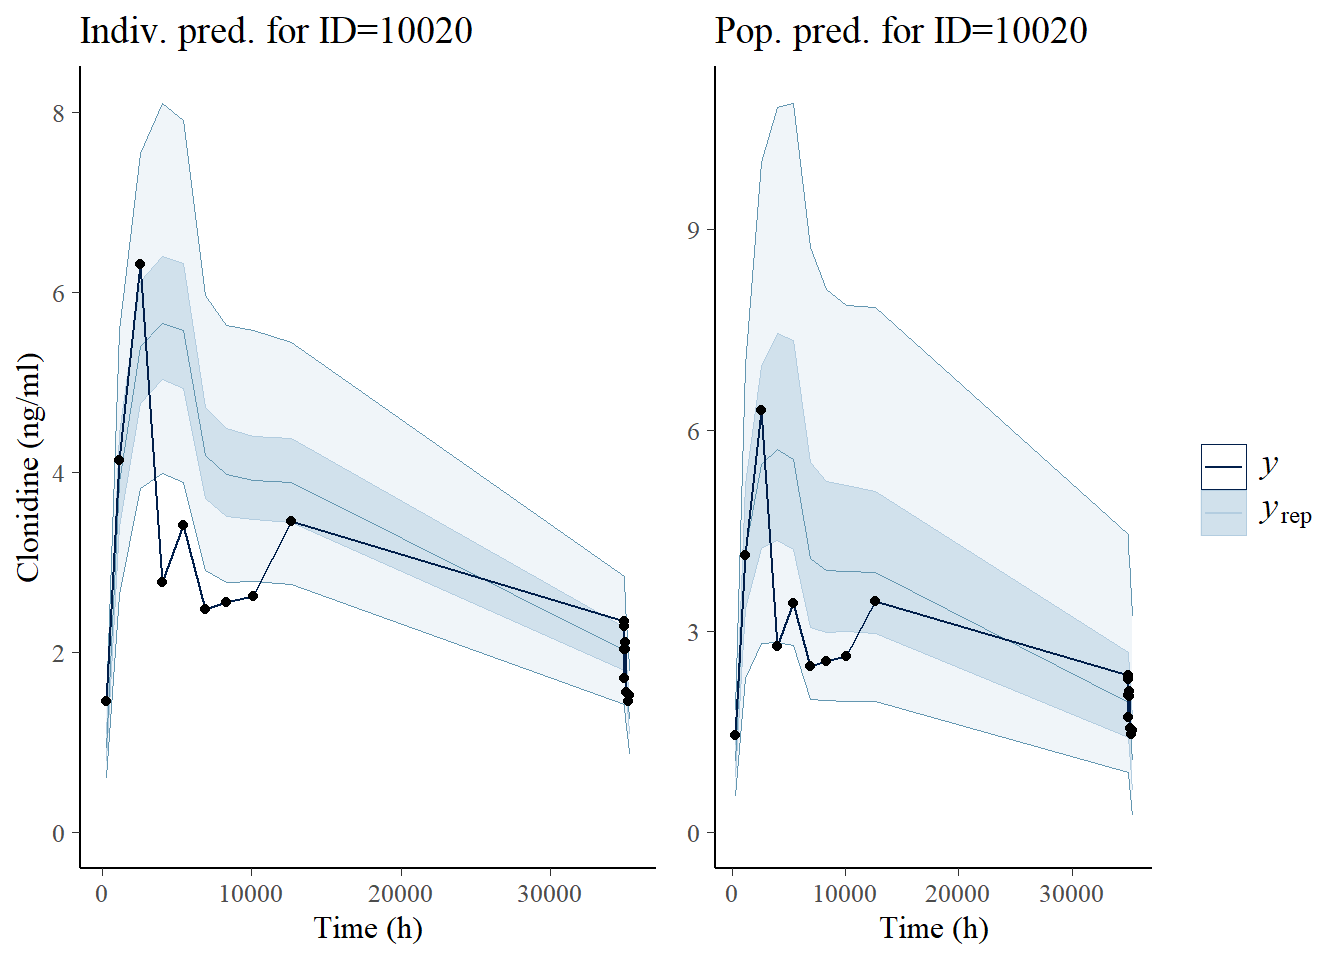 Indiv. pred. for ID=10020
Clonidine (ng/ml)
8
6
4
2
0
0 10000 20000 30000
Time (h)
Pop. pred. for ID=10020
9
6
3
0
0 10000 20000 30000
Time (h)
y
y rep